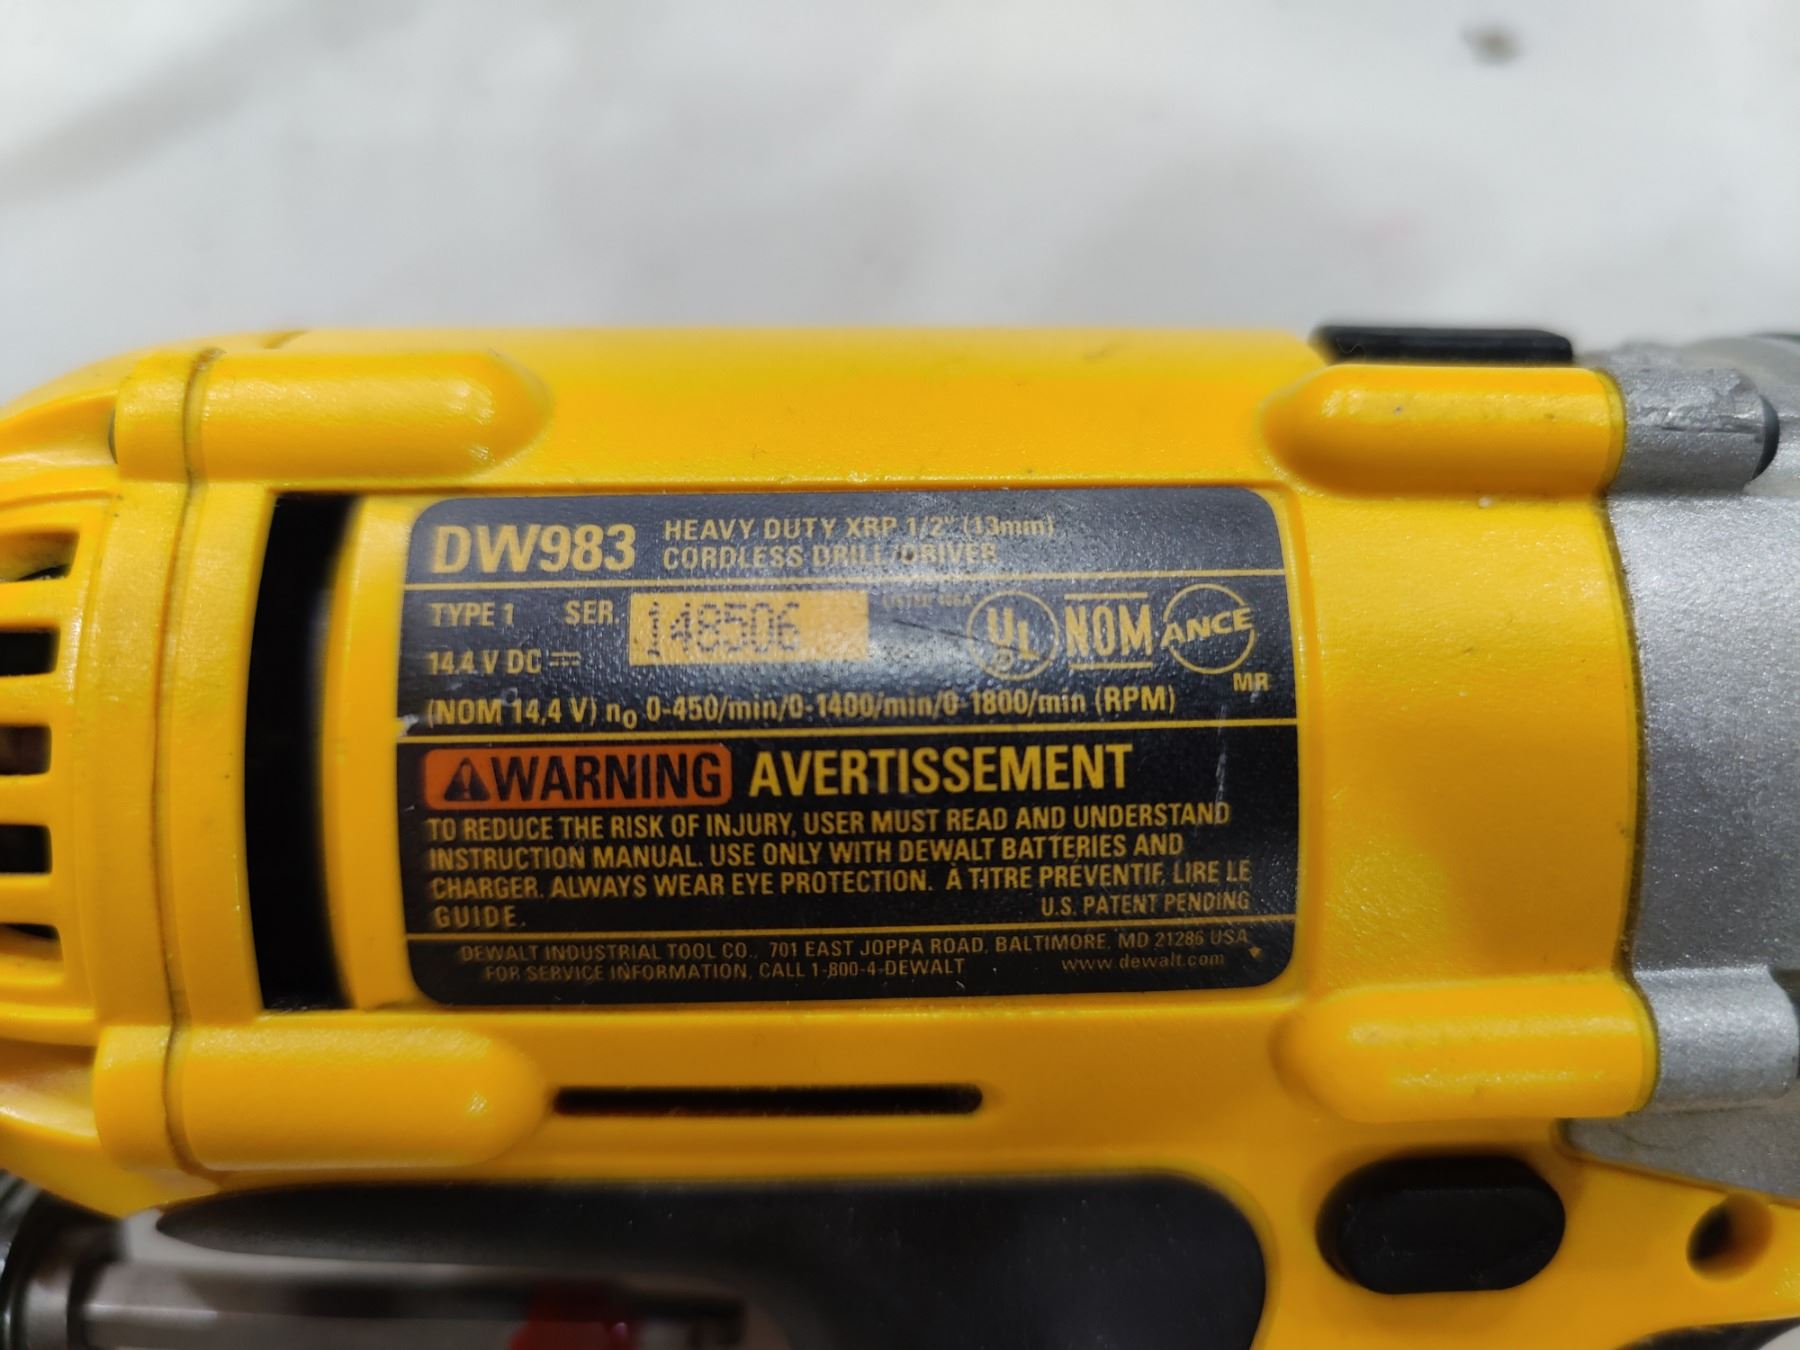 DW983 HEAVY DUTY XRP 1/2" (13mm)
CORDLESS DRILL/DRIVER
TYPE 1 SER. 148506
UL NOM ANCE
14.4 V DC
MR
(NOM 14,4 V) n₀ 0-450/min/0-1400/min/0-1800/min (RPM)
WARNING AVERTISSEMENT
TO REDUCE THE RISK OF INJURY, USER MUST READ AND UNDERSTAND
INSTRUCTION MANUAL. USE ONLY WITH DEWALT BATTERIES AND
CHARGER. ALWAYS WEAR EYE PROTECTION. À TITRE PREVENTIF, LIRE LE
GUIDE.
U.S. PATENT PENDING
DEWALT INDUSTRIAL TOOL CO., 701 EAST JOPPA ROAD, BALTIMORE, MD 21286 USA
FOR SERVICE INFORMATION, CALL 1-800-4-DEWALT www.dewalt.com